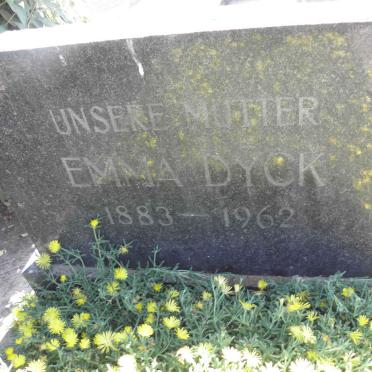 UNSERE MUTTER
EMMA DYCK
1883 — 1962